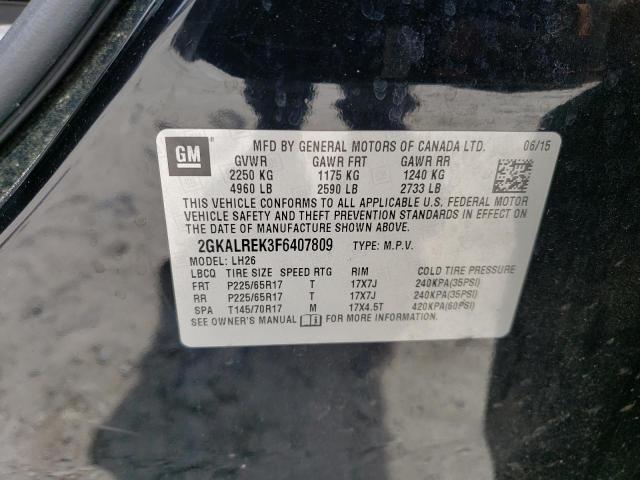 GM
MFD BY GENERAL MOTORS OF CANADA LTD. 06/15
GVWR GAWR FRT GAWR RR
2250 KG 1175 KG 1240 KG
4960 LB 2590 LB 2733 LB
THIS VEHICLE CONFORMS TO ALL APPLICABLE U.S. FEDERAL MOTOR
VEHICLE SAFETY AND THEFT PREVENTION STANDARDS IN EFFECT ON
THE DATE OF MANUFACTURE SHOWN ABOVE.
2GKALREK3F6407809 TYPE: M.P.V.
MODEL: LH26
LBCQ TIRE SIZE SPEED RTG RIM COLD TIRE PRESSURE
FRT P225/65R17 T 17X7J 240KPA(35PSI)
RR P225/65R17 T 17X7J 240KPA(35PSI)
SPA T145/70R17 M 17X4.5T 420KPA(60PSI)
SEE OWNER'S MANUAL FOR MORE INFORMATION.